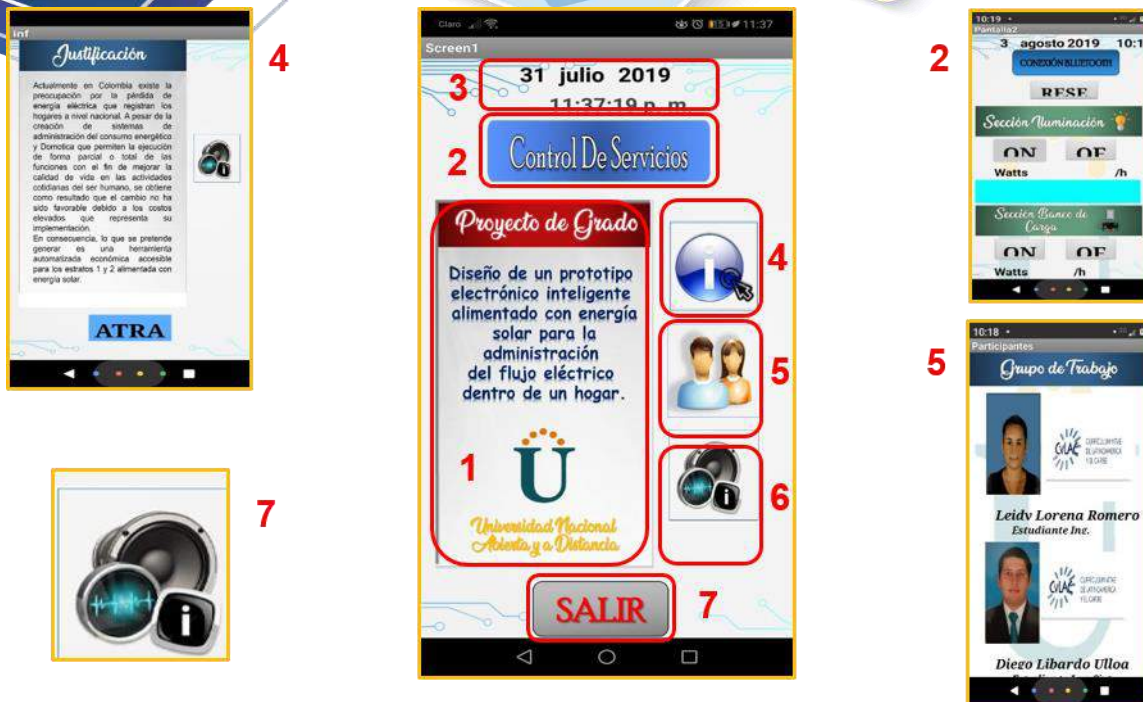 Inf
Justificación
Actualmente en Colombia existe la
preocupación por la pérdida de
energía eléctrica que registran los
hogares a nivel nacional. A pesar de la
creación de sistemas de
administración del consumo energético
y Domotica que permiten la ejecución
de forma parcial o total de las
funciones con el fin de mejorar la
calidad de vida en las actividades
cotidianas del ser humano, se obtiene
como resultado que el cambio no ha
sido favorable debido a los costos
elevados que representa su
implementación.
En consecuencia, lo que se pretende
generar es una herramienta
automatizada económica accesible
para los estratos 1 y 2 alimentada con
energía solar.
ATRA
4
7
Claro
11:37
Screen1
31 julio 2019
11:37:19 p. m.
3
Control De Servicios
2
Proyecto de Grado
Diseño de un prototipo
electrónico inteligente
alimentado con energía
solar para la
administración
del flujo eléctrico
dentro de un hogar.
U
Universidad Nacional
Abierta y a Distancia
1
4
5
6
SALIR
7
2
10:19
Pantalla2
3 agosto 2019 10:1
CONEXIÓN BLUETOOTH
RESE
Sección Iluminación
ON OF
Watts /h
Sección Banco de
Carga
ON OF
Watts /h
5
10:18
Participantes
Grupo de Trabajo
CvLAC
Leidy Lorena Romero
Estudiante Ing.
CvLAC
Diego Libardo Ulloa